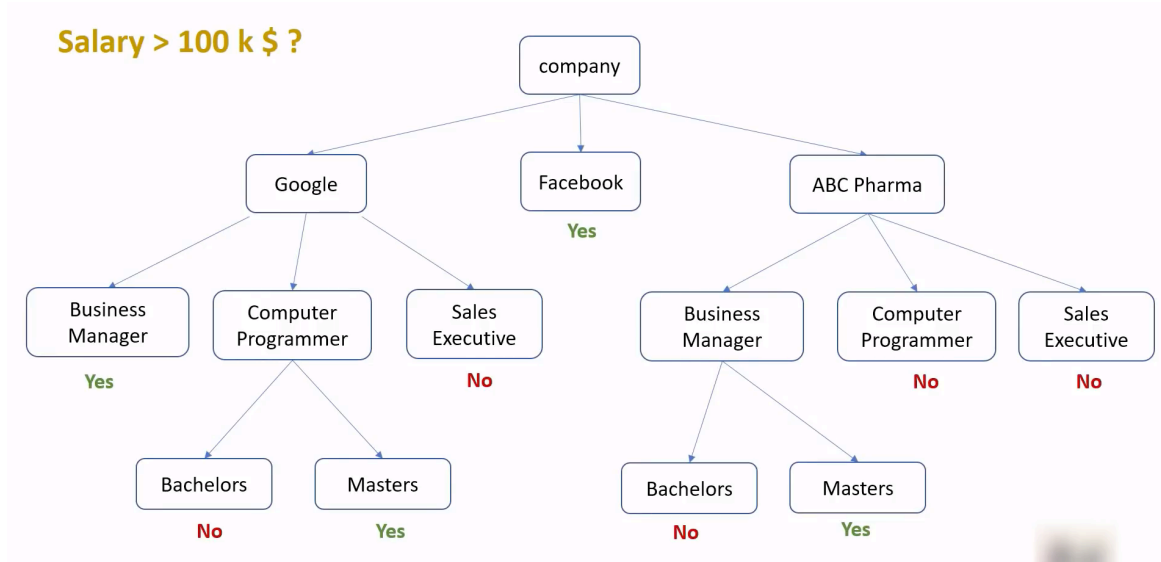 Salary > 100 k $ ?
company
Google
Facebook
ABC Pharma
Yes
Business
Manager
Computer
Programmer
Sales
Executive
Business
Manager
Computer
Programmer
Sales
Executive
Yes
No
No
No
Bachelors
Masters
Bachelors
Masters
No
Yes
No
Yes